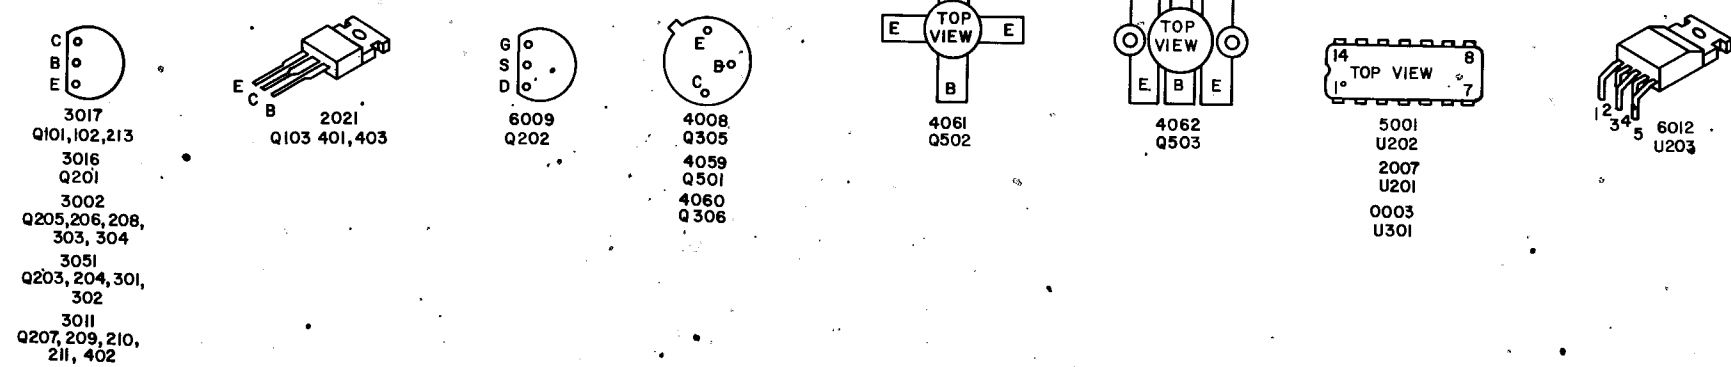 C
B
E
3017
Q101,102,213
3016
Q201
3002
Q205,206,208,
303, 304
3051
Q203, 204, 301,
302
3011
Q207, 209, 210,
211, 402
E
C
B
2021
Q103 401,403
G
S
D
6009
Q202
E
B
C
4008
Q305
4059
Q501
4060
Q306
TOP
VIEW
E
E
B
4061
Q502
TOP
VIEW
E
B
E
4062
Q503
14
8
TOP VIEW
1
7
5001
U202
2007
U201
0003
U301
1
2
3
4
5
6012
U203